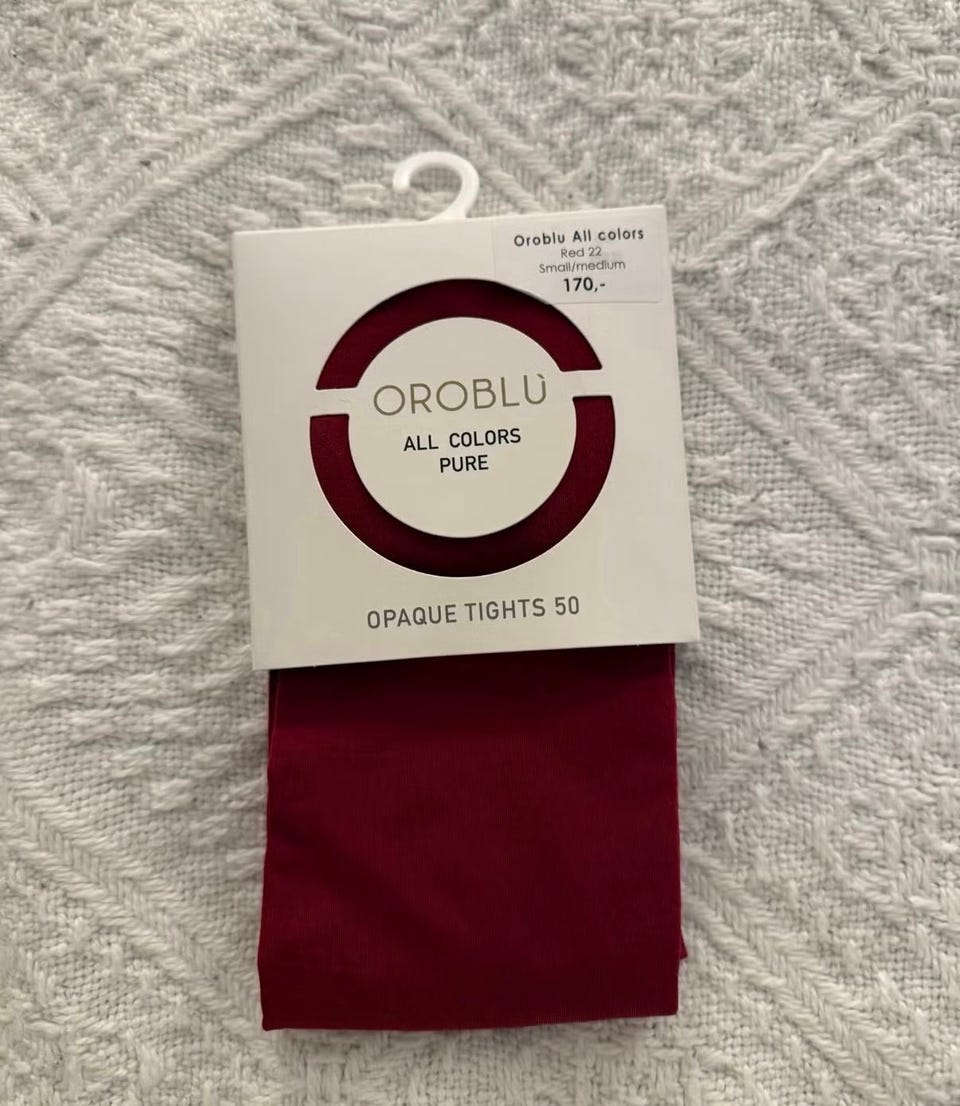 Oroblu All colors
Red 22
Small/medium
170,-
OROBLÙ
ALL COLORS
PURE
OPAQUE TIGHTS 50